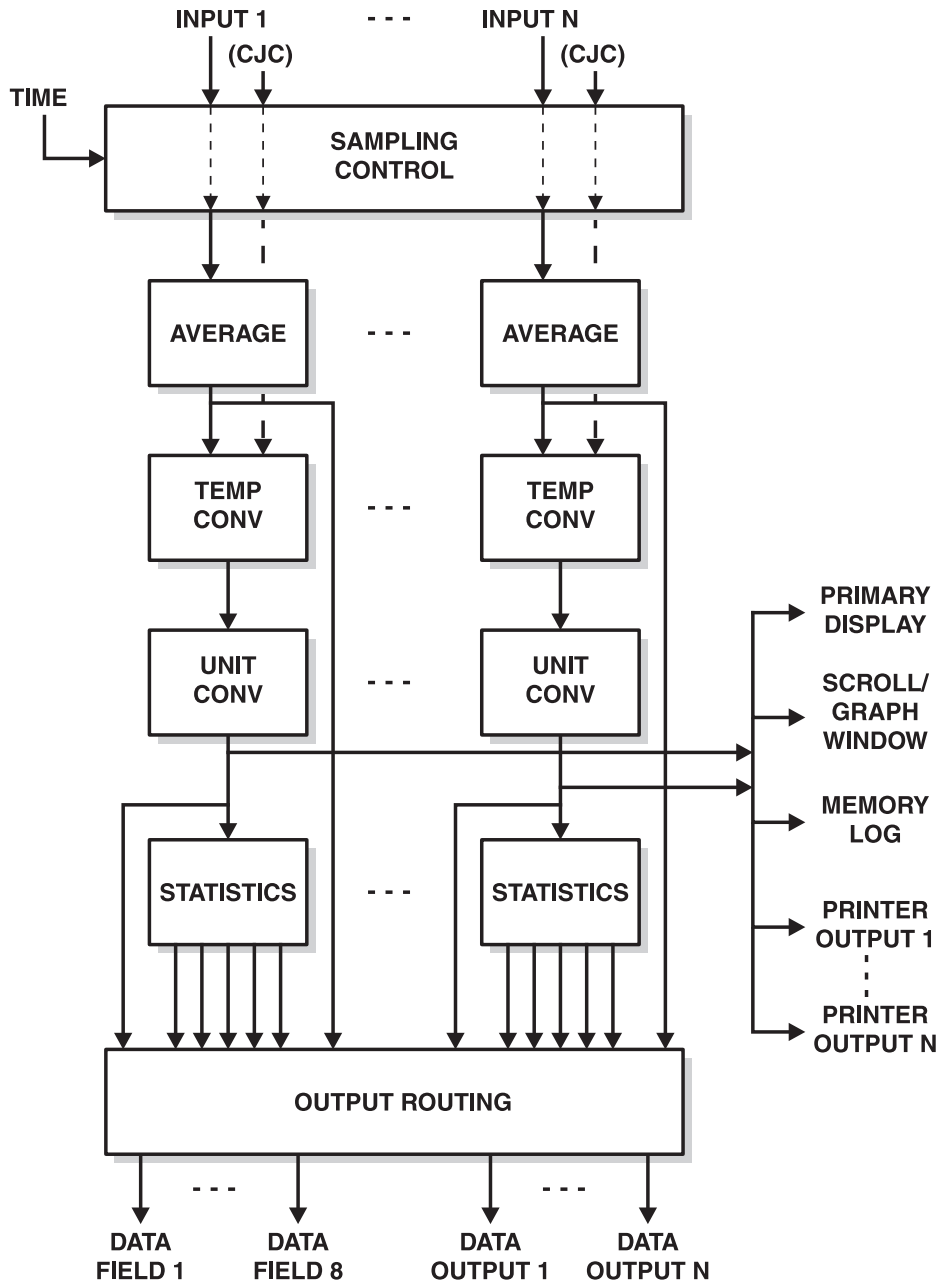 INPUT 1 - - - INPUT N
(CJC) (CJC)
TIME
SAMPLING
CONTROL
AVERAGE - - - AVERAGE
TEMP
CONV
- - -
TEMP
CONV
UNIT
CONV
- - -
UNIT
CONV
PRIMARY
DISPLAY
SCROLL/
GRAPH
WINDOW
MEMORY
LOG
STATISTICS - - - STATISTICS
PRINTER
OUTPUT 1
PRINTER
OUTPUT N
OUTPUT ROUTING
- - - - - -
DATA
FIELD 1
DATA
FIELD 8
DATA
OUTPUT 1
DATA
OUTPUT N